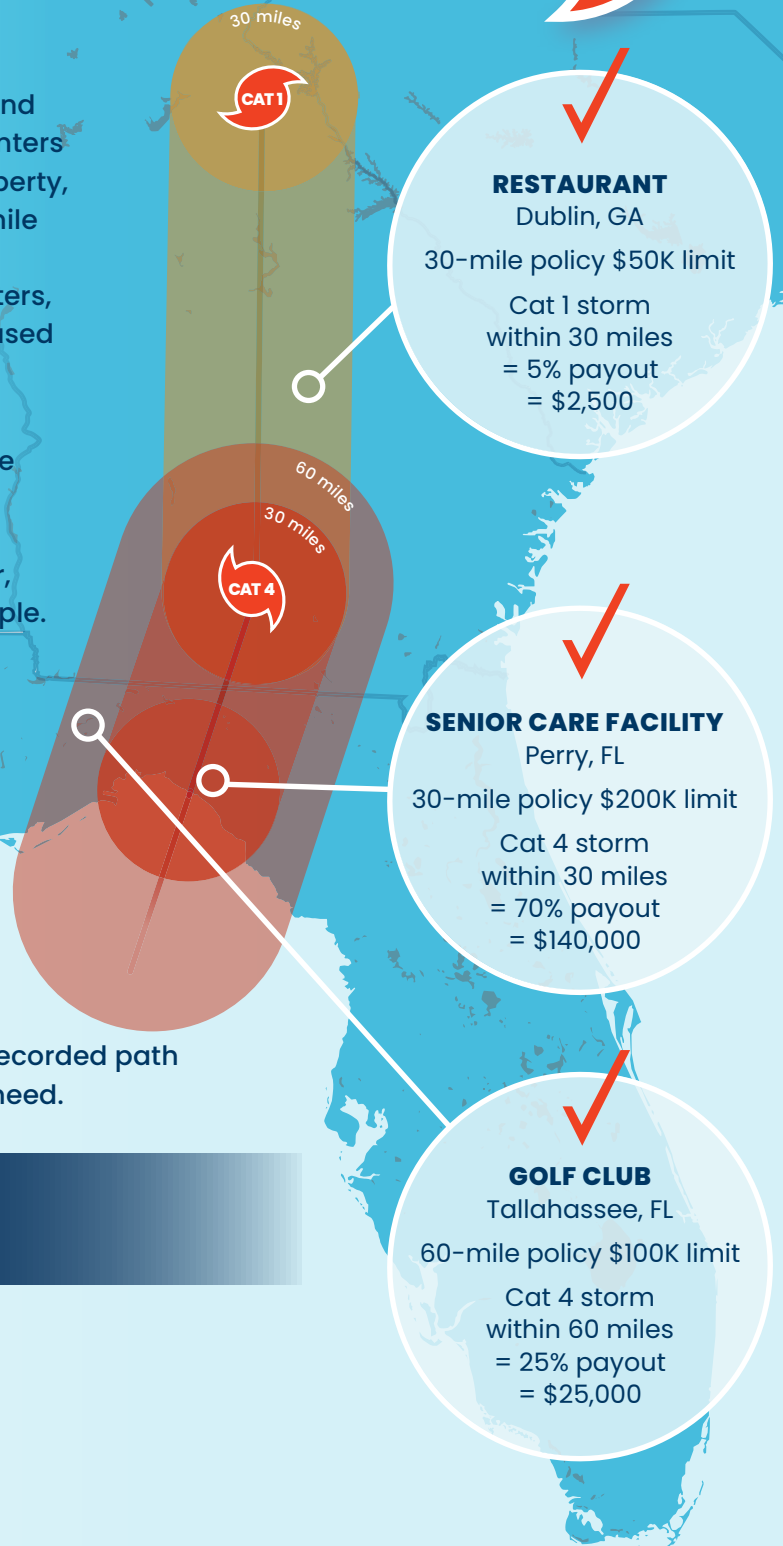 30 miles
CAT 1
nd
nters
perty,
nile
ters,
used
e
r,
ple.
RESTAURANT
Dublin, GA
30-mile policy $50K limit
Cat 1 storm
within 30 miles
= 5% payout
= $2,500
60 miles
30 miles
CAT 4
SENIOR CARE FACILITY
Perry, FL
30-mile policy $200K limit
Cat 4 storm
within 30 miles
= 70% payout
= $140,000
ecorded path
need.
GOLF CLUB
Tallahassee, FL
60-mile policy $100K limit
Cat 4 storm
within 60 miles
= 25% payout
= $25,000